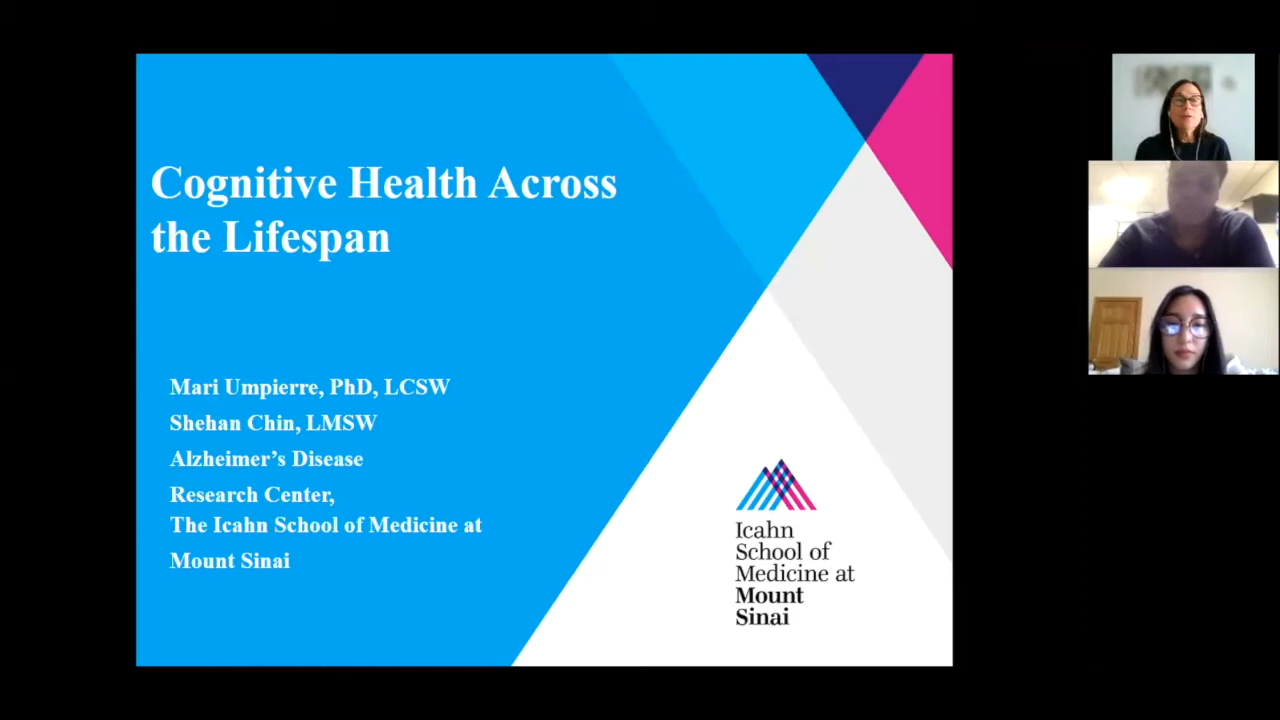 Cognitive Health Across
the Lifespan
Mari Umpierre, PhD, LCSW
Shehan Chin, LMSW
Alzheimer's Disease
Research Center,
The Icahn School of Medicine at
Mount Sinai
Icahn
School of
Medicine at
Mount
Sinai